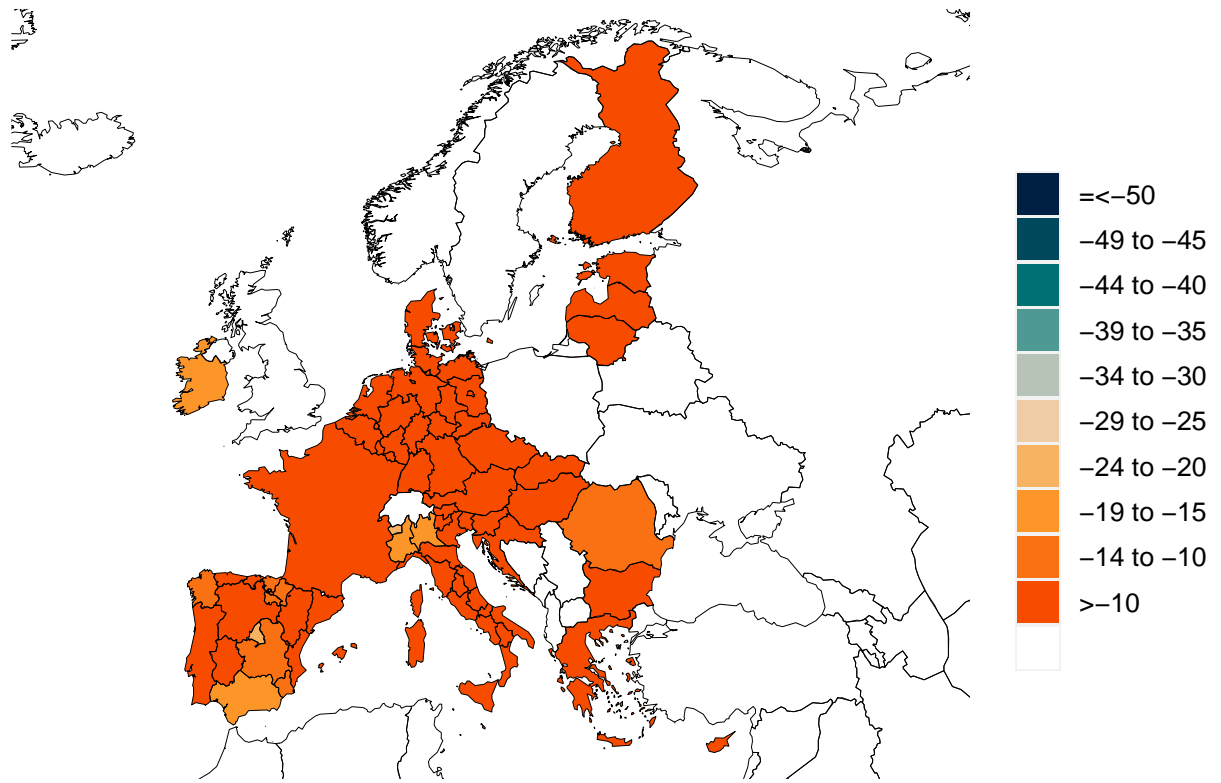 =<−50
−49 to −45
−44 to −40
−39 to −35
−34 to −30
−29 to −25
−24 to −20
−19 to −15
−14 to −10
>−10